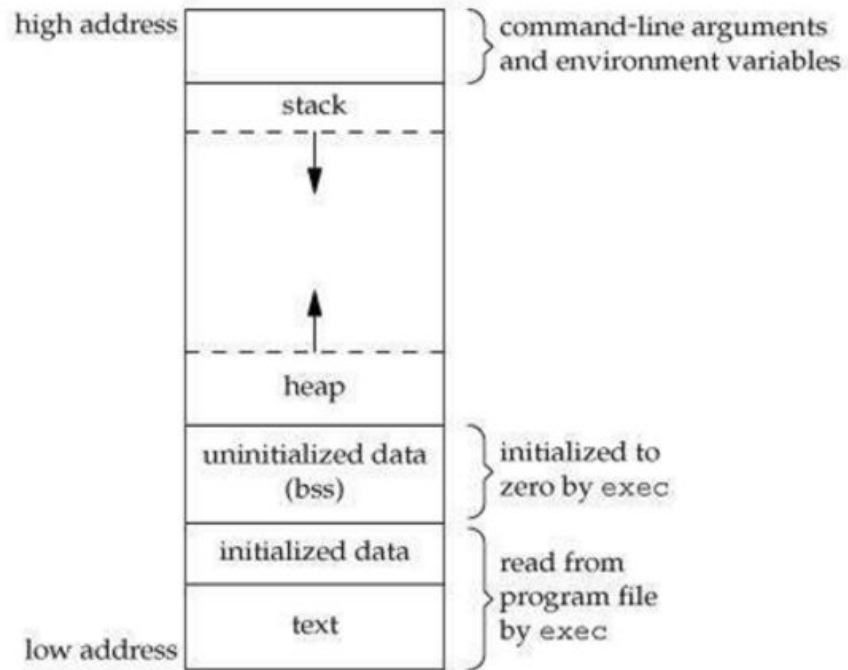 high address
command-line arguments
and environment variables
stack
heap
uninitialized data
(bss)
initialized to
zero by exec
initialized data
read from
program file
by exec
text
low address